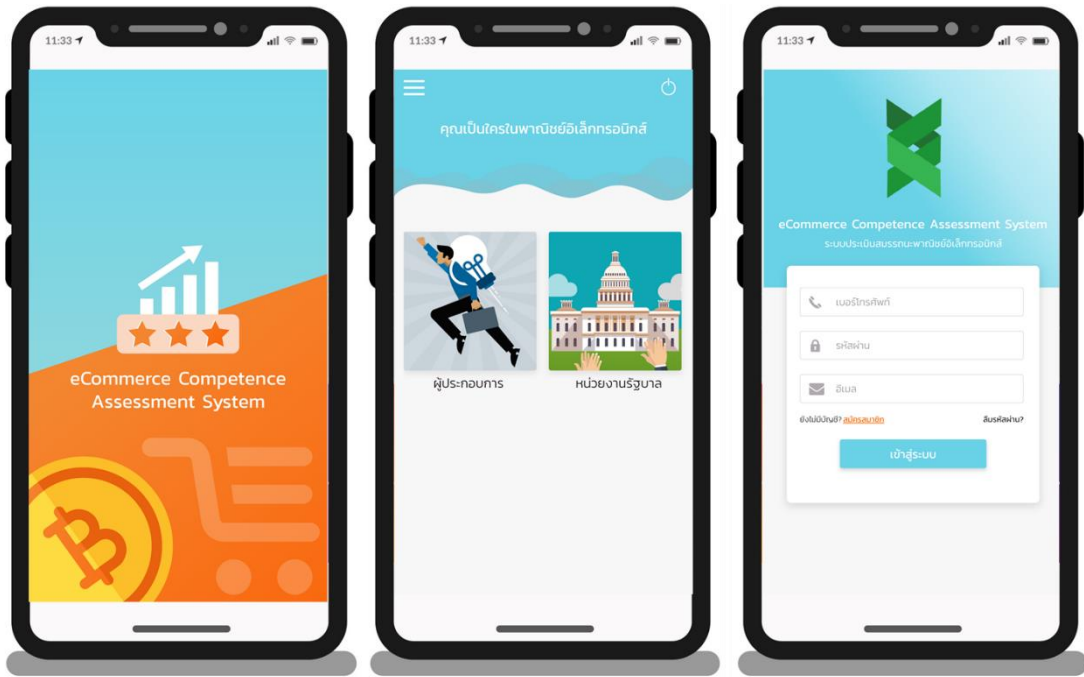 11:33
eCommerce Competence
Assessment System
11:33
คุณเป็นใครในพาณิชย์อิเล็กทรอนิกส์
ผู้ประกอบการ
หน่วยงานรัฐบาล
11:33
eCommerce Competence Assessment System
ระบบประเมินสมรรถนะพาณิชย์อิเล็กทรอนิกส์
เบอร์โทรศัพท์
รหัสผ่าน
อีเมล
ยังไม่มีบัญชี? สมัครสมาชิก ลืมรหัสผ่าน?
เข้าสู่ระบบ